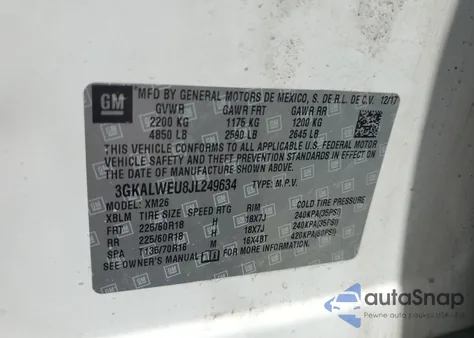 GM
MFD BY GENERAL MOTORS DE MEXICO, S. DE R.L. DE C.V. 12/17
GVWR GAWR FRT GAWR RR
2200 KG 1175 KG 1200 KG
4850 LB 2590 LB 2645 LB
THIS VEHICLE CONFORMS TO ALL APPLICABLE U.S. FEDERAL MOTOR
VEHICLE SAFETY AND THEFT PREVENTION STANDARDS IN EFFECT
ON THE DATE OF MANUFACTURE SHOWN ABOVE.
3GKALWEU8JL249634 TYPE: M.P.V.
MODEL: XM26
XBLM TIRE SIZE SPEED RTG RIM COLD TIRE PRESSURE
FRT 225/60R18 H 18X7J 240KPA(35PSI)
RR 225/60R18 H 18X7J 240KPA(35PSI)
SPA T135/70R16 M 16X4BT 420KPA(60PSI)
SEE OWNER'S MANUAL
autoSnap
Pewne auta prosto z USA